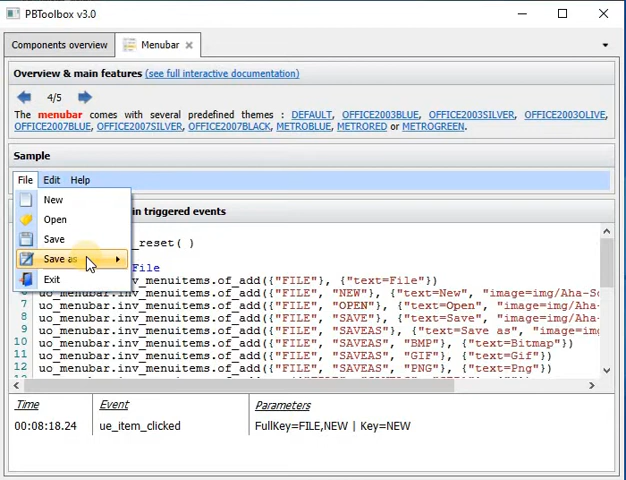 PBToolbox v3.0
Components overview
Menubar
Overview & main features (see full interactive documentation)
4/5
The menubar comes with several predefined themes : DEFAULT, OFFICE2003BLUE, OFFICE2003SILVER, OFFICE2003OLIVE,
OFFICE2007BLUE, OFFICE2007SILVER, OFFICE2007BLACK, METROBLUE, METRORED or METROGREEN.
Sample
File Edit Help
New
Open
Save
Save as
Exit
in triggered events
_reset( )
File
uo_menubar.inv_menuitems.of_add({"FILE"}, {"text=File"})
uo_menubar.inv_menuitems.of_add({"FILE", "NEW"}, {"text=New", "image=img/Aha-So
7 uo_menubar.inv_menuitems.of_add({"FILE", "OPEN"}, {"text=Open", "image=img/Aha-
8 uo_menubar.inv_menuitems.of_add({"FILE", "SAVE"}, {"text=Save", "image=img/Aha-
9 uo_menubar.inv_menuitems.of_add({"FILE", "SAVEAS"}, {"text=Save as", "image=img
10 uo_menubar.inv_menuitems.of_add({"FILE", "SAVEAS", "BMP"}, {"text=Bitmap"})
11 uo_menubar.inv_menuitems.of_add({"FILE", "SAVEAS", "GIF"}, {"text=Gif"})
12 uo_menubar.inv_menuitems.of_add({"FILE", "SAVEAS", "PNG"}, {"text=Png"})
Time Event Parameters
00:08:18.24 ue_item_clicked FullKey=FILE,NEW | Key=NEW